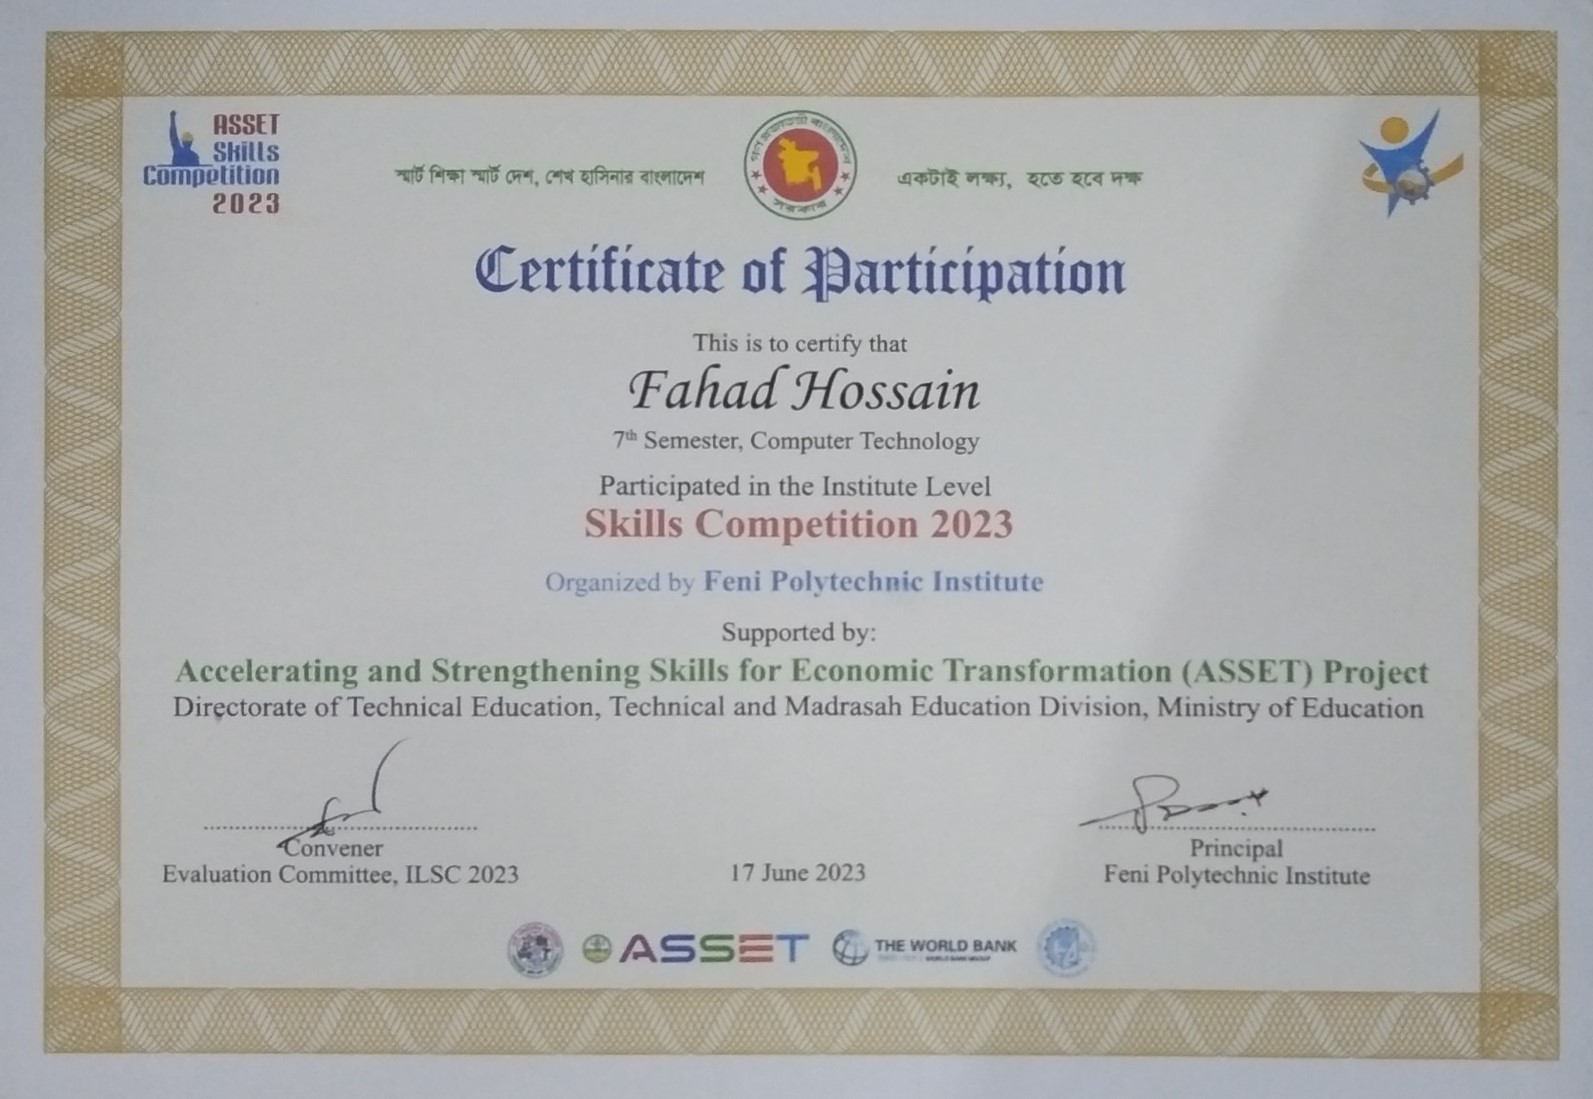 ASSET
Skills
Competition
2023
স্মার্ট শিক্ষা স্মার্ট দেশ, শেখ হাসিনার বাংলাদেশ
গণপ্রজাতন্ত্রী বাংলাদেশ
সরকার
একটাই লক্ষ্য, হতে হবে দক্ষ
Certificate of Participation
This is to certify that
Fahad Hossain
7th Semester, Computer Technology
Participated in the Institute Level
Skills Competition 2023
Organized by Feni Polytechnic Institute
Supported by:
Accelerating and Strengthening Skills for Economic Transformation (ASSET) Project
Directorate of Technical Education, Technical and Madrasah Education Division, Ministry of Education
Convener
Evaluation Committee, ILSC 2023
17 June 2023
Principal
Feni Polytechnic Institute
ASSET
THE WORLD BANK